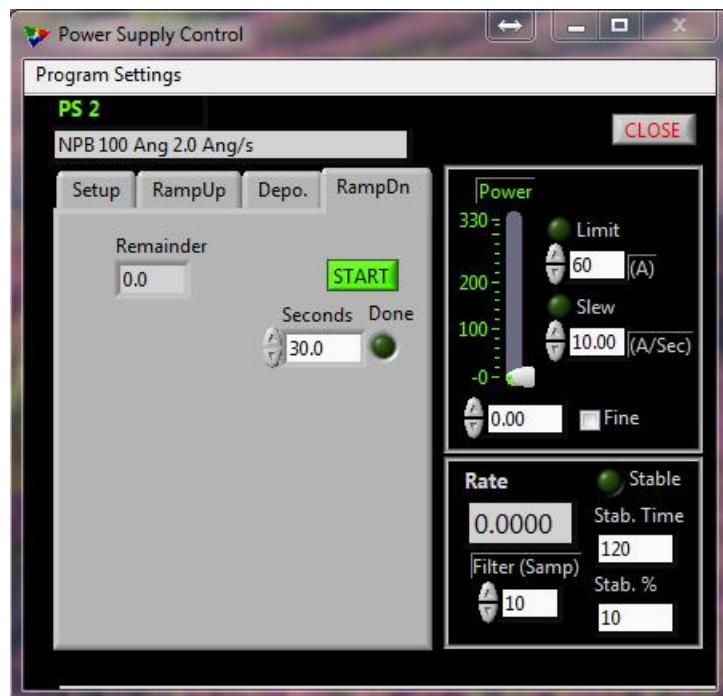 Power Supply Control
Program Settings
PS 2
CLOSE
NPB 100 Ang 2.0 Ang/s
Setup RampUp Depo. RampDn
Remainder
0.0
START
Seconds Done
30.0
Power
330
200
100
-0
Limit
60 (A)
Slew
10.00 (A/Sec)
0.00 Fine
Rate Stable
0.0000
Stab. Time
120
Filter (Samp)
10
Stab. %
10